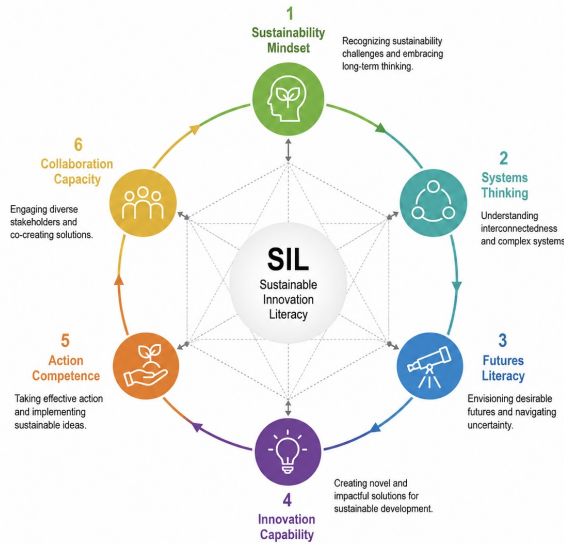 1
Sustainability
Mindset
Recognizing sustainability
challenges and embracing
long-term thinking.
2
Systems
Thinking
Understanding
interconnectedness
and complex systems
3
Futures
Literacy
Envisioning desirable
futures and navigating
uncertainty.
4
Innovation
Capability
Creating novel and
impactful solutions for
sustainable development.
5
Action
Competence
Taking effective action
and implementing
sustainable ideas.
6
Collaboration
Capacity
Engaging diverse
stakeholders and
co-creating solutions.
SIL
Sustainable
Innovation
Literacy